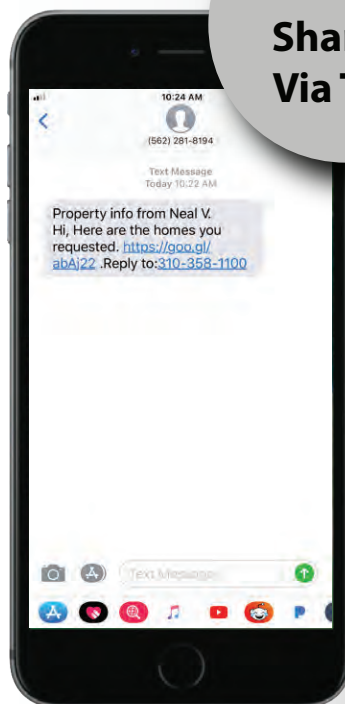 Shar
Via T
10:24 AM
(562) 281-8194
Text Message
Today 10:22 AM
Property info from Neal V.
Hi, Here are the homes you
requested. https://goo.gl/
abAj22 .Reply to:310-358-1100
Text Message